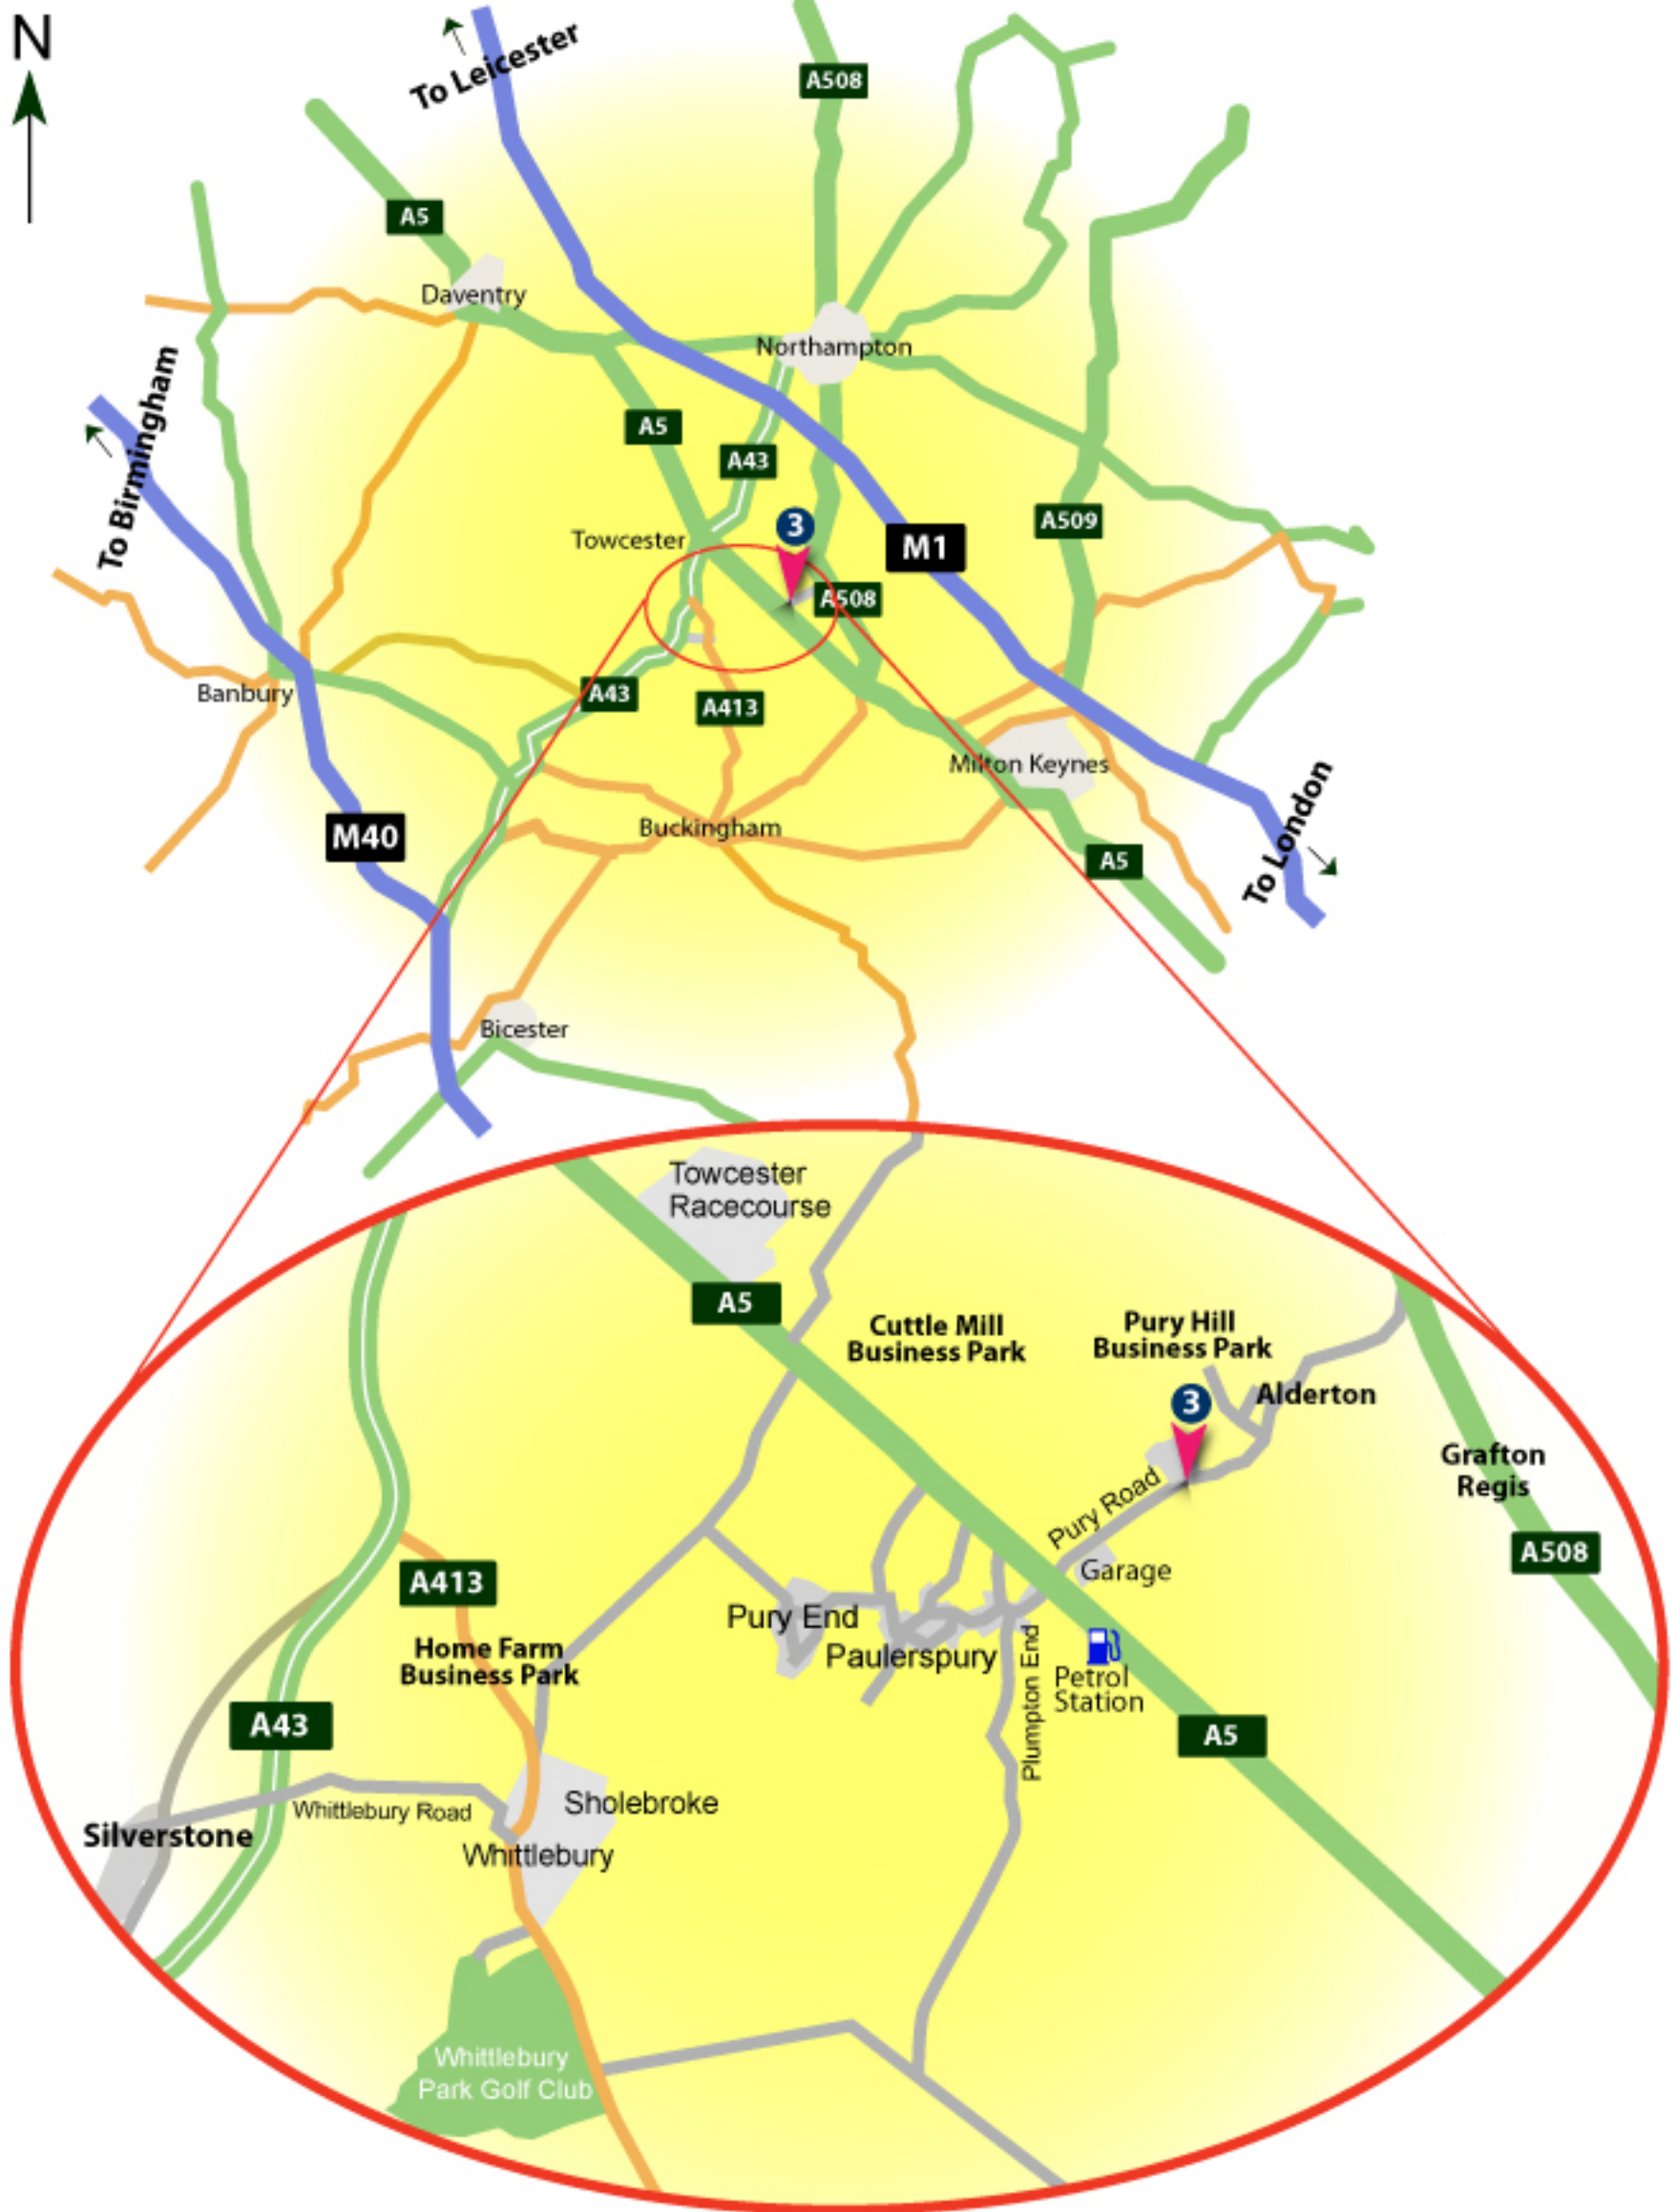 N
To Leicester
A508
A5
Daventry
Northampton
To Birmingham
A5
A43
A509
Towcester
3
M1
A508
Banbury
A43
A413
Milton Keynes
M40
Buckingham
To London
A5
Bicester
Towcester
Racecourse
A5
Cuttle Mill
Business Park
Pury Hill
Business Park
3
Alderton
Grafton
Regis
Pury Road
A508
Garage
A413
Pury End
Home Farm
Business Park
Paulerspury
Plumpton End
Petrol
Station
A43
A5
Sholebroke
Whittlebury Road
Silverstone
Whittlebury
Whittlebury
Park Golf Club